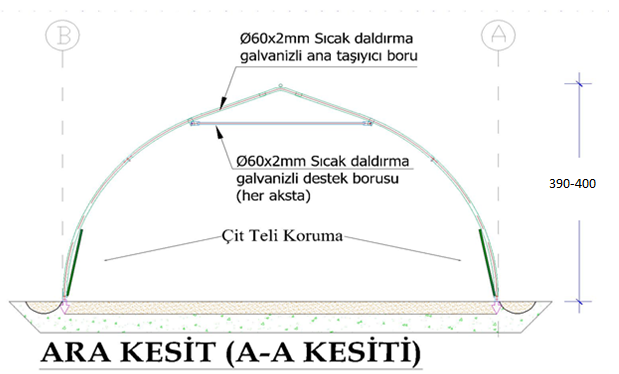 B
A
Ø60x2mm Sıcak daldırma
galvanizli ana taşıyıcı boru
Ø60x2mm Sıcak daldırma
galvanizli destek borusu
(her aksta)
390-400
Çit Teli Koruma
ARA KESİT (A-A KESİTİ)